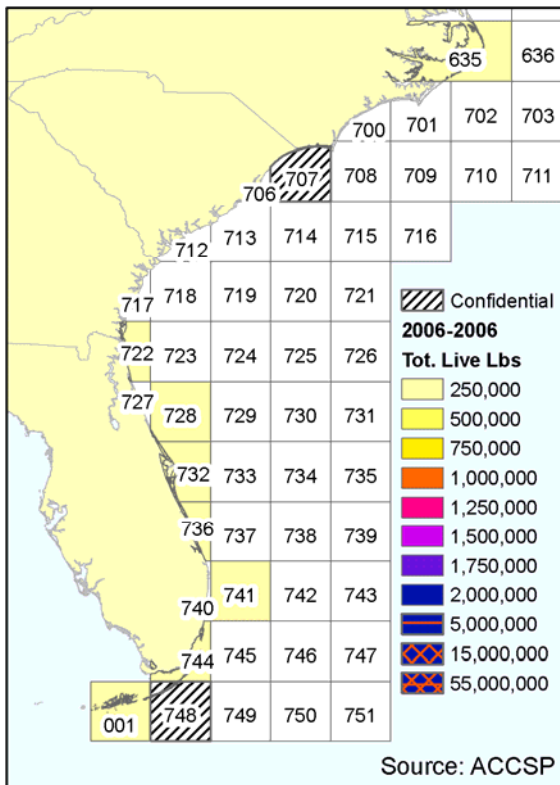 635 636
700 701 702 703
706 707 708 709 710 711
712 713 714 715 716
717 718 719 720 721
722 723 724 725 726
727 728 729 730 731
732 733 734 735
736 737 738 739
740 741 742 743
744 745 746 747
001 748 749 750 751
Confidential
2006-2006
Tot. Live Lbs
250,000
500,000
750,000
1,000,000
1,250,000
1,500,000
1,750,000
2,000,000
5,000,000
15,000,000
55,000,000
Source: ACCSP